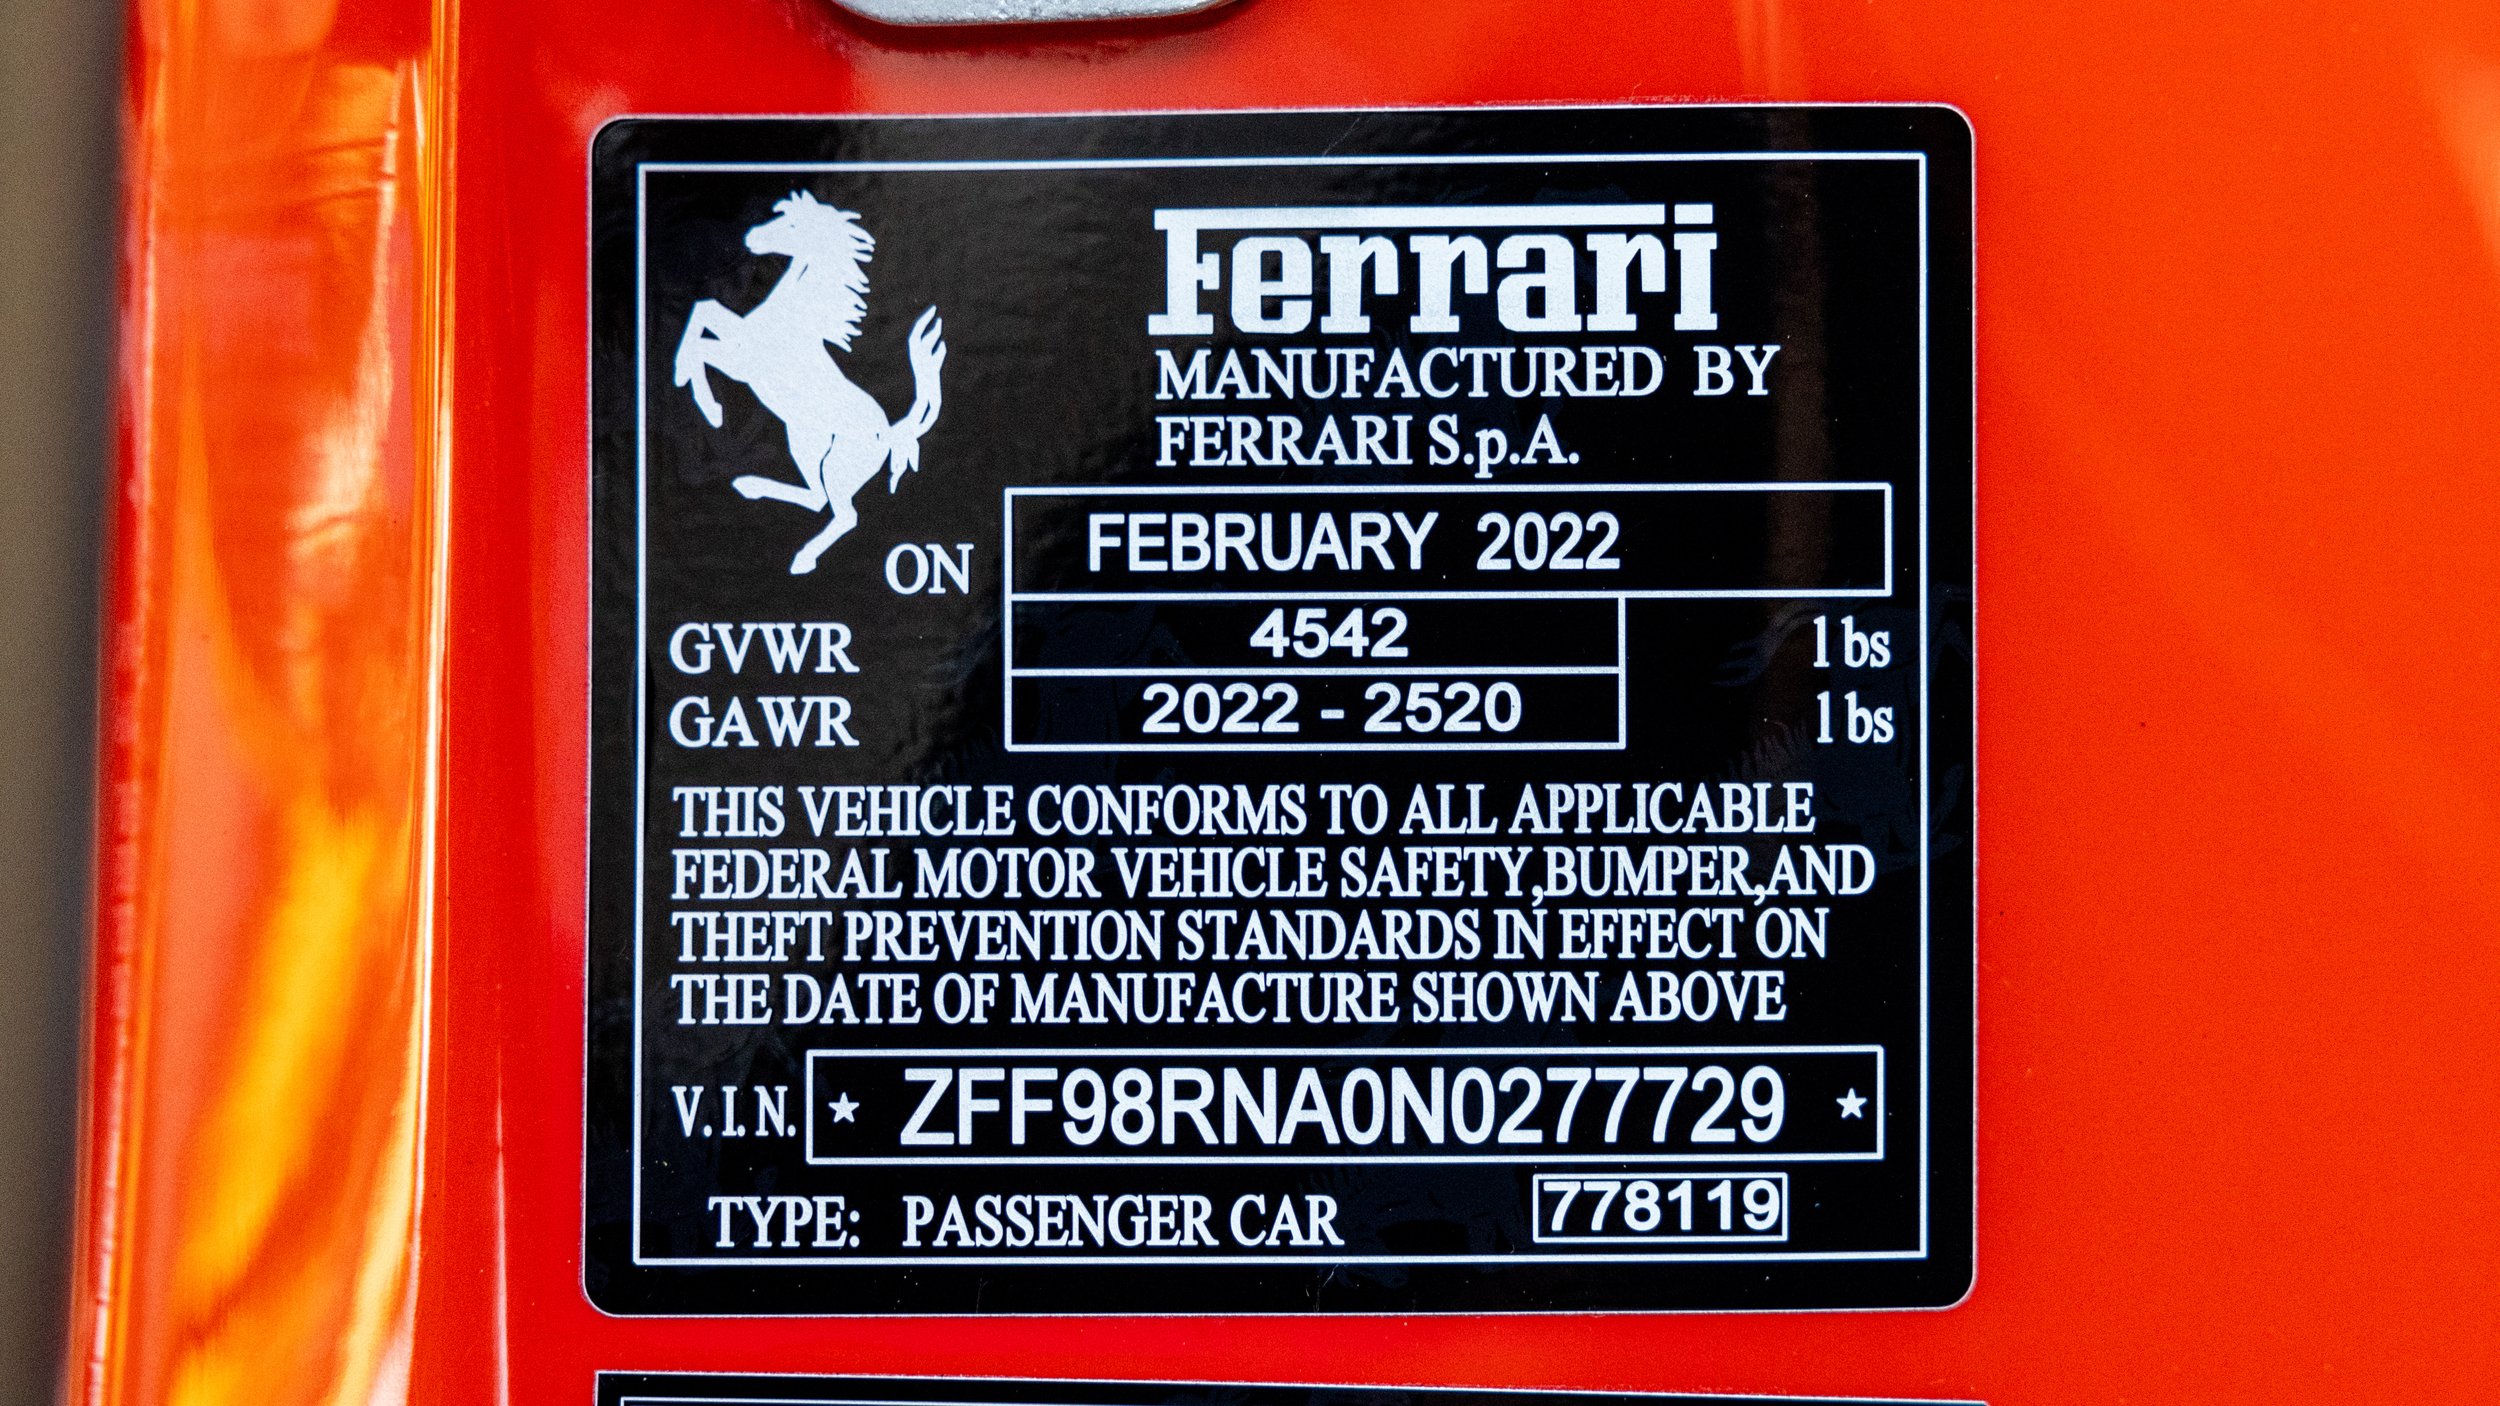 Ferrari
MANUFACTURED BY
FERRARI S.p.A.
ON FEBRUARY 2022
GVWR 4542 lbs
GAWR 2022 - 2520 lbs
THIS VEHICLE CONFORMS TO ALL APPLICABLE
FEDERAL MOTOR VEHICLE SAFETY,BUMPER,AND
THEFT PREVENTION STANDARDS IN EFFECT ON
THE DATE OF MANUFACTURE SHOWN ABOVE
V.I.N. ★ ZFF98RNA0N0277729 ★
TYPE: PASSENGER CAR 778119